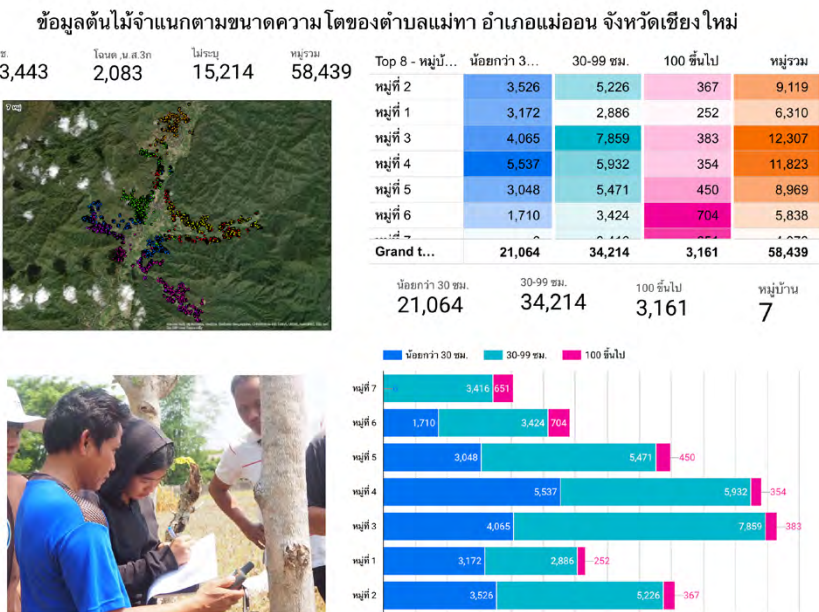 ข้อมูลต้นไม้จำแนกตามขนาดความโตของตำบลแม่ทา อำเภอแม่ออน จังหวัดเชียงใหม่
ช. โฉนด ,น.ส.3ก ไม่ระบุ หมู่รวม
3,443 2,083 15,214 58,439
Top 8 - หมู่บ้... น้อยกว่า 3... 30-99 ซม. 100 ขึ้นไป หมู่รวม
หมู่ที่ 2 3,526 5,226 367 9,119
หมู่ที่ 1 3,172 2,886 252 6,310
หมู่ที่ 3 4,065 7,859 383 12,307
หมู่ที่ 4 5,537 5,932 354 11,823
หมู่ที่ 5 3,048 5,471 450 8,969
หมู่ที่ 6 1,710 3,424 704 5,838
Grand t... 21,064 34,214 3,161 58,439
น้อยกว่า 30 ซม. 30-99 ซม. 100 ขึ้นไป หมู่บ้าน
21,064 34,214 3,161 7
น้อยกว่า 30 ซม. 30-99 ซม. 100 ขึ้นไป
หมู่ที่ 7 0 3,416 651
หมู่ที่ 6 1,710 3,424 704
หมู่ที่ 5 3,048 5,471 450
หมู่ที่ 4 5,537 5,932 354
หมู่ที่ 3 4,065 7,859 383
หมู่ที่ 1 3,172 2,886 252
หมู่ที่ 2 3,526 5,226 367